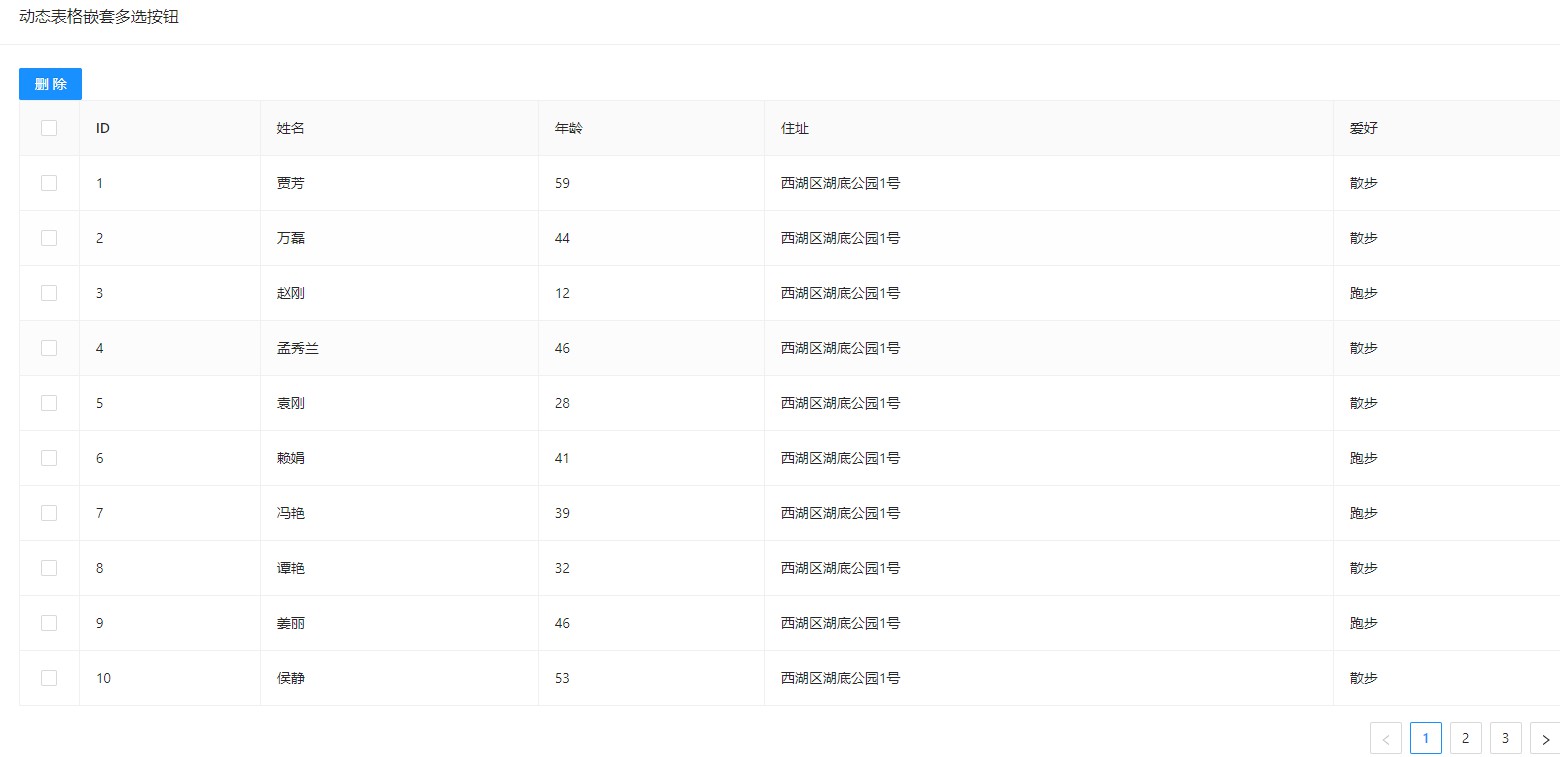 动态表格嵌套多选按钮
删 除
ID 姓名 年龄 住址 爱好
1 贾芳 59 西湖区湖底公园1号 散步
2 万磊 44 西湖区湖底公园1号 散步
3 赵刚 12 西湖区湖底公园1号 跑步
4 孟秀兰 46 西湖区湖底公园1号 散步
5 袁刚 28 西湖区湖底公园1号 散步
6 赖娟 41 西湖区湖底公园1号 跑步
7 冯艳 39 西湖区湖底公园1号 跑步
8 谭艳 32 西湖区湖底公园1号 散步
9 姜丽 46 西湖区湖底公园1号 跑步
10 侯静 53 西湖区湖底公园1号 散步
< 1 2 3 >